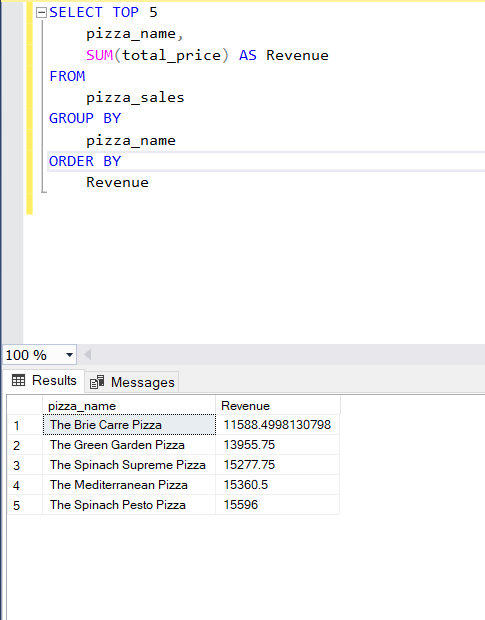 SELECT TOP 5
pizza_name,
SUM(total_price) AS Revenue
FROM
pizza_sales
GROUP BY
pizza_name
ORDER BY
Revenue
100 %
Results Messages
pizza_name Revenue
1 The Brie Carre Pizza 11588.4998130798
2 The Green Garden Pizza 13955.75
3 The Spinach Supreme Pizza 15277.75
4 The Mediterranean Pizza 15360.5
5 The Spinach Pesto Pizza 15596